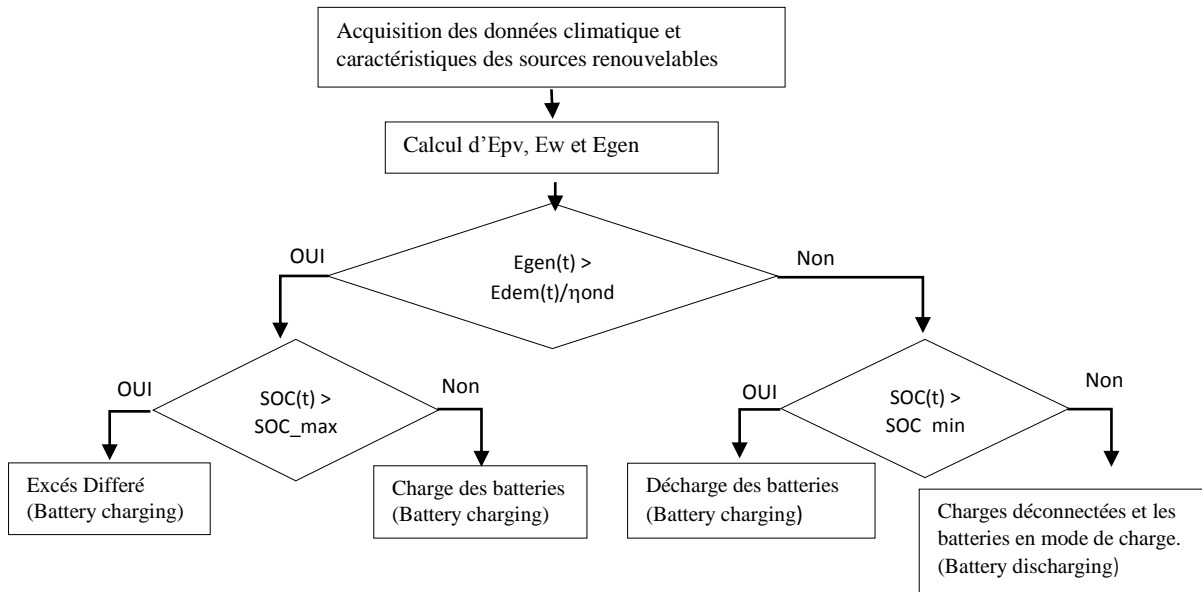 Acquisition des données climatique et
caractéristiques des sources renouvelables
Calcul d'Epv, Ew et Egen
OUI
Egen(t) >
Edem(t)/ηond
Non
OUI
SOC(t) >
SOC_max
Non
OUI
SOC(t) >
SOC min
Non
Excés Differé
(Battery charging)
Charge des batteries
(Battery charging)
Décharge des batteries
(Battery charging)
Charges déconnectées et les
batteries en mode de charge.
(Battery discharging)